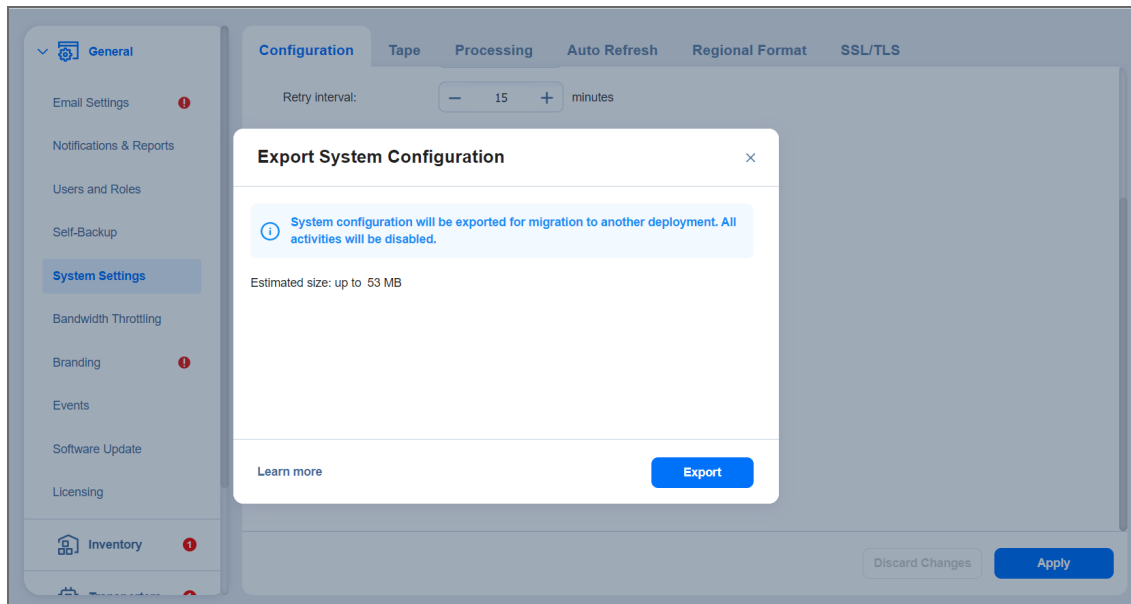 General
Email Settings
Notifications & Reports
Users and Roles
Self-Backup
System Settings
Bandwidth Throttling
Branding
Events
Software Update
Licensing
Inventory 1
Configuration Tape Processing Auto Refresh Regional Format SSL/TLS
Retry interval: 15 minutes
Export System Configuration
System configuration will be exported for migration to another deployment. All
activities will be disabled.
Estimated size: up to 53 MB
Learn more Export
Discard Changes Apply